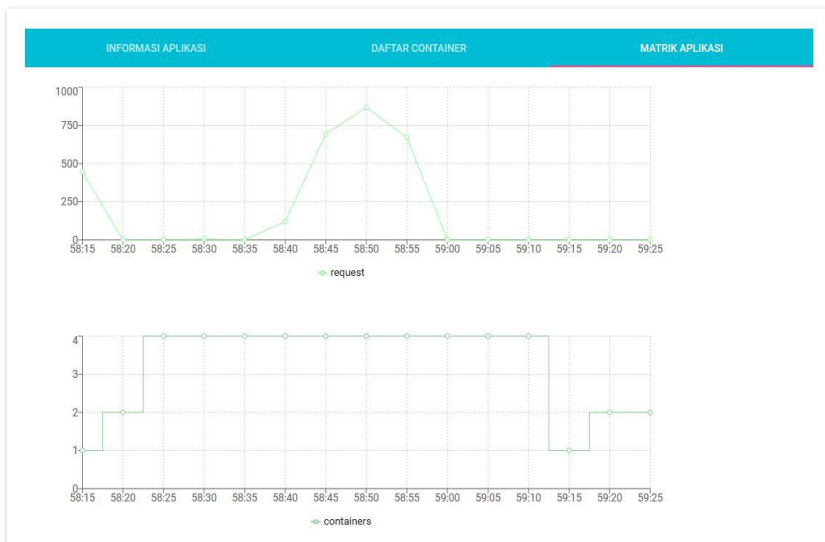 INFORMASI APLIKASI DAFTAR CONTAINER MATRIK APLIKASI
1000
750
500
250
0
58:15 58:20 58:25 58:30 58:35 58:40 58:45 58:50 58:55 59:00 59:05 59:10 59:15 59:20 59:25
request
4
3
2
1
0
58:15 58:20 58:25 58:30 58:35 58:40 58:45 58:50 58:55 59:00 59:05 59:10 59:15 59:20 59:25
containers